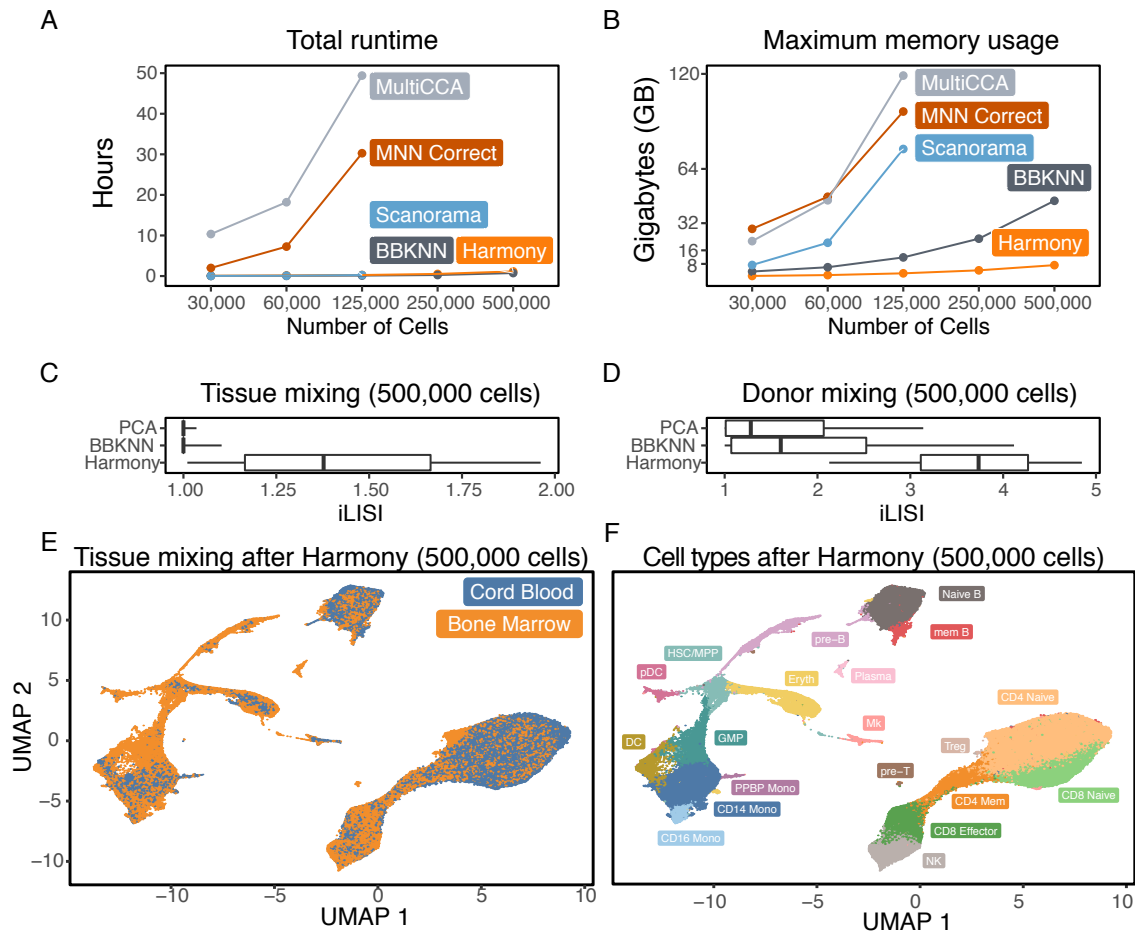 A
Total runtime
50
40
30
20
10
0
Hours
MultiCCA
MNN Correct
Scanorama
BBKNN
Harmony
30,000
60,000
125,000
250,000
500,000
Number of Cells
B
Maximum memory usage
120
64
32
16
8
Gigabytes (GB)
MultiCCA
MNN Correct
Scanorama
BBKNN
Harmony
30,000
60,000
125,000
250,000
500,000
Number of Cells
C
Tissue mixing (500,000 cells)
PCA
BBKNN
Harmony
1.00
1.25
1.50
1.75
2.00
iLISI
D
Donor mixing (500,000 cells)
PCA
BBKNN
Harmony
1
2
3
4
5
iLISI
E
Tissue mixing after Harmony (500,000 cells)
Cord Blood
Bone Marrow
10
5
0
−5
−10
UMAP 2
−10
−5
0
5
10
UMAP 1
F
Cell types after Harmony (500,000 cells)
Naive B
mem B
pre−B
HSC/MPP
pDC
Eryth
Plasma
CD4 Naive
Mk
DC
GMP
Treg
pre−T
PPBP Mono
CD4 Mem
CD8 Naive
CD14 Mono
CD16 Mono
CD8 Effector
NK
−10
−5
0
5
10
UMAP 1